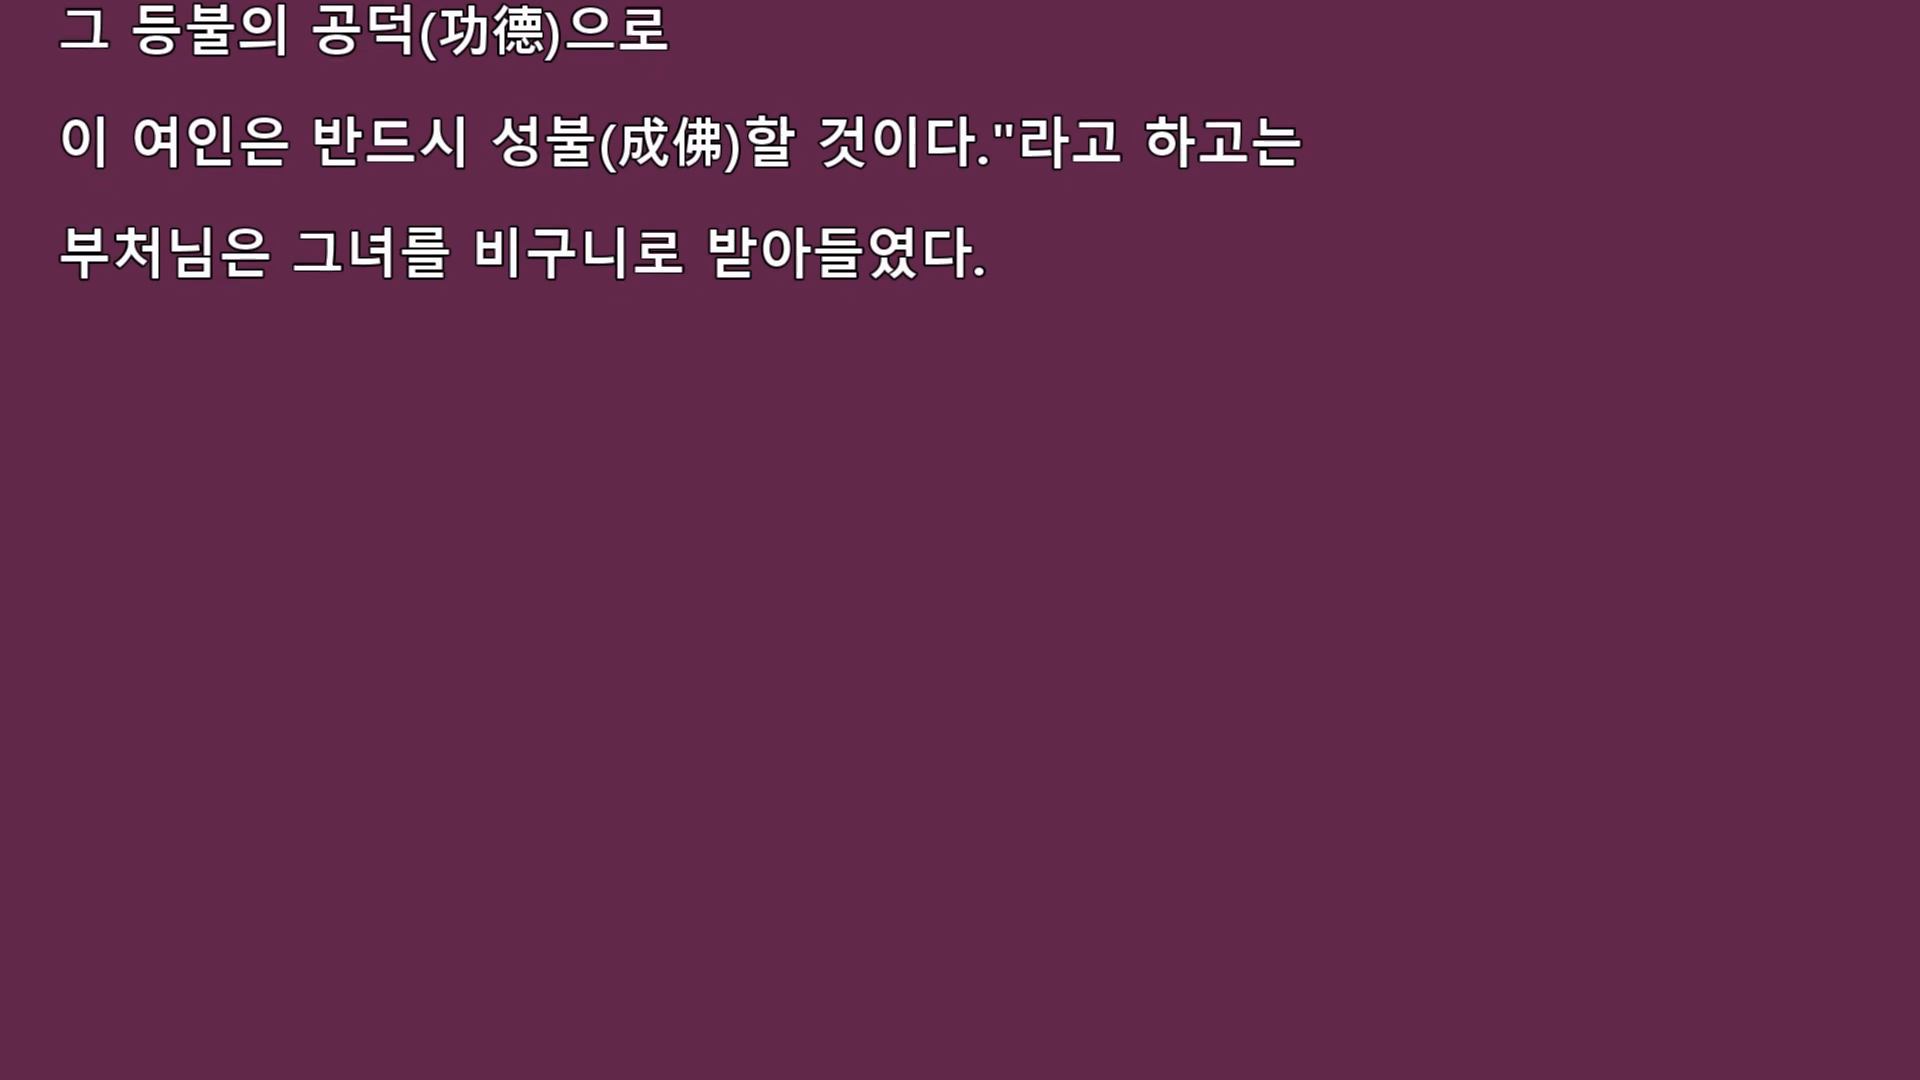 그 등불의 공덕(功德)으로
이 여인은 반드시 성불(成佛)할 것이다."라고 하고는
부처님은 그녀를 비구니로 받아들였다.